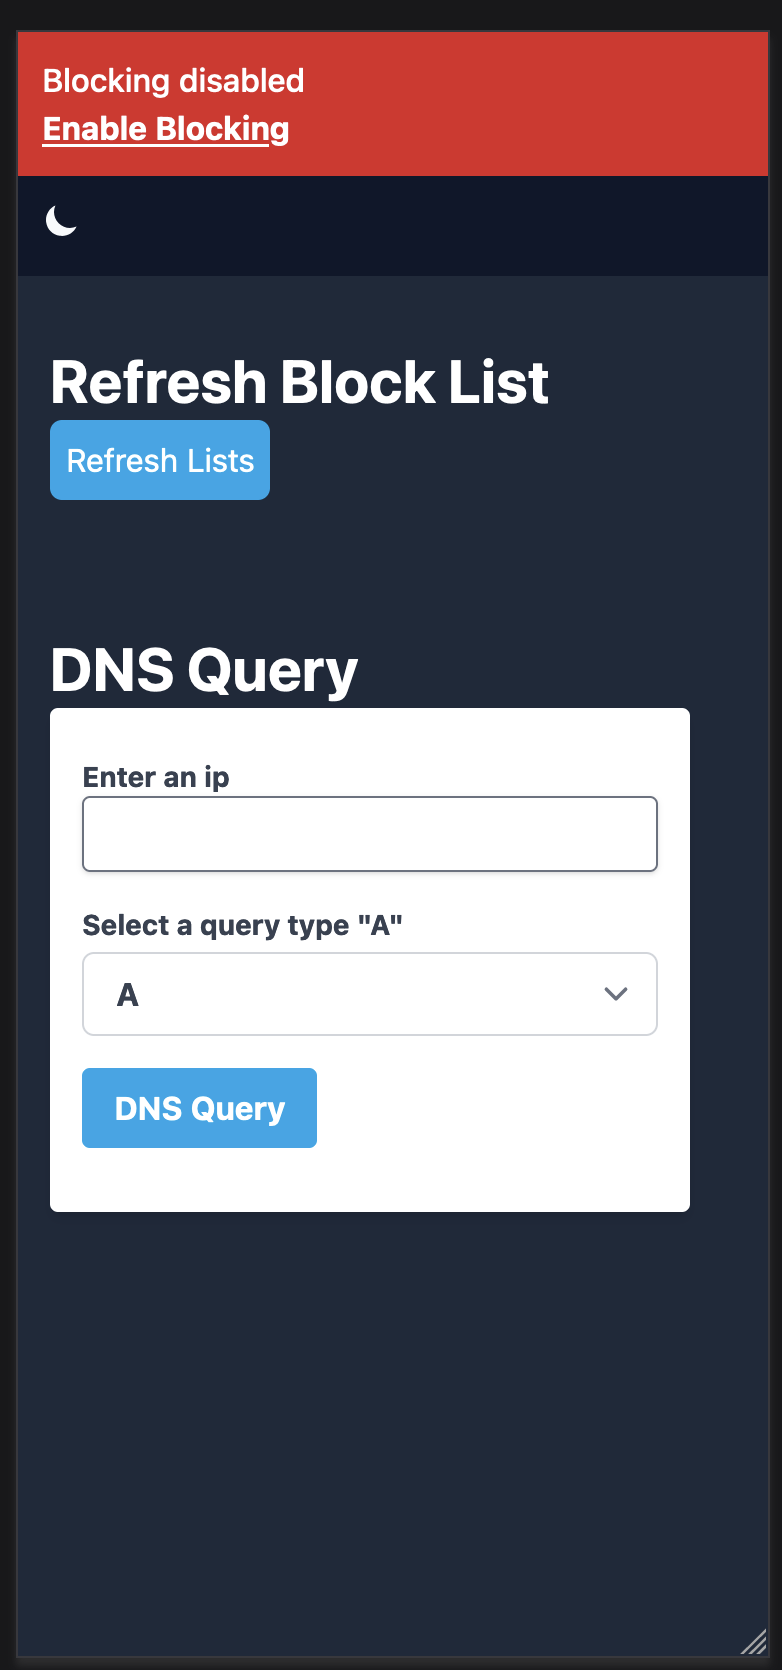 Blocking disabled
Enable Blocking
Refresh Block List
Refresh Lists
DNS Query
Enter an ip
Select a query type "A"
A
DNS Query